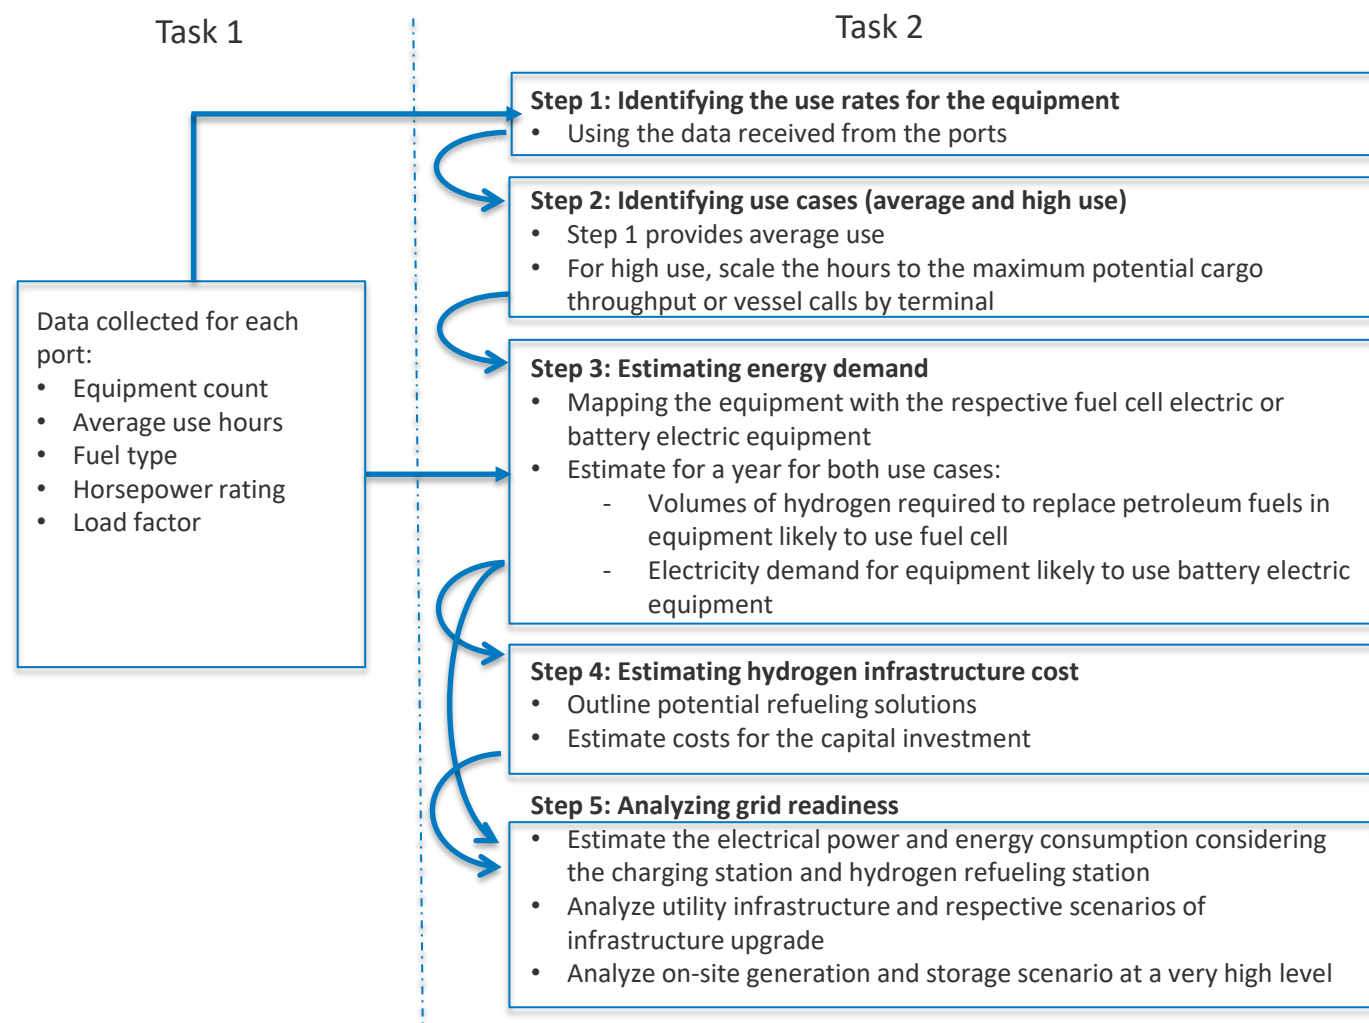 Task 1
Task 2
Data collected for each
port:
• Equipment count
• Average use hours
• Fuel type
• Horsepower rating
• Load factor
Step 1: Identifying the use rates for the equipment
• Using the data received from the ports
Step 2: Identifying use cases (average and high use)
• Step 1 provides average use
• For high use, scale the hours to the maximum potential cargo
throughput or vessel calls by terminal
Step 3: Estimating energy demand
• Mapping the equipment with the respective fuel cell electric or
battery electric equipment
• Estimate for a year for both use cases:
- Volumes of hydrogen required to replace petroleum fuels in
equipment likely to use fuel cell
- Electricity demand for equipment likely to use battery electric
equipment
Step 4: Estimating hydrogen infrastructure cost
• Outline potential refueling solutions
• Estimate costs for the capital investment
Step 5: Analyzing grid readiness
• Estimate the electrical power and energy consumption considering
the charging station and hydrogen refueling station
• Analyze utility infrastructure and respective scenarios of
infrastructure upgrade
• Analyze on-site generation and storage scenario at a very high level